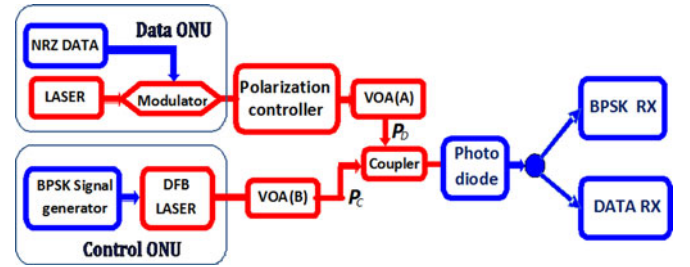 Data ONU
NRZ DATA
LASER
Modulator
Polarization
controller
VOA(A)
PD
BPSK RX
Coupler
Photo
diode
BPSK Signal
generator
DFB
LASER
VOA(B)
PC
DATA RX
Control ONU